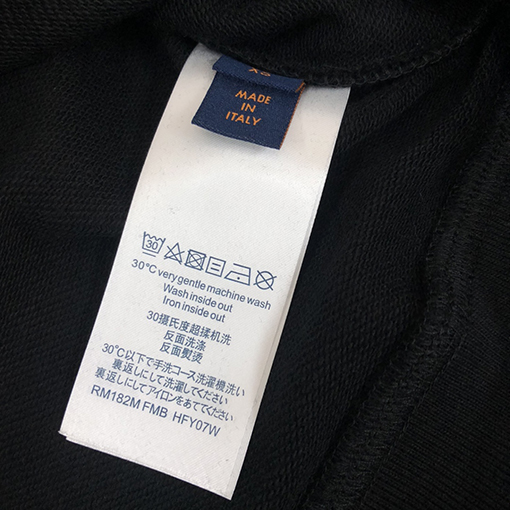 XS
MADE
IN
ITALY
30
30°C very gentle machine wash
Wash inside out
Iron inside out
30摄氏度超揉机洗
反面洗涤
反面熨烫
30℃以下で手洗コース洗濯機洗い
裏返しにして洗濯してください
裏返しにしてアイロンをあててください
RM182M FMB HFY07W